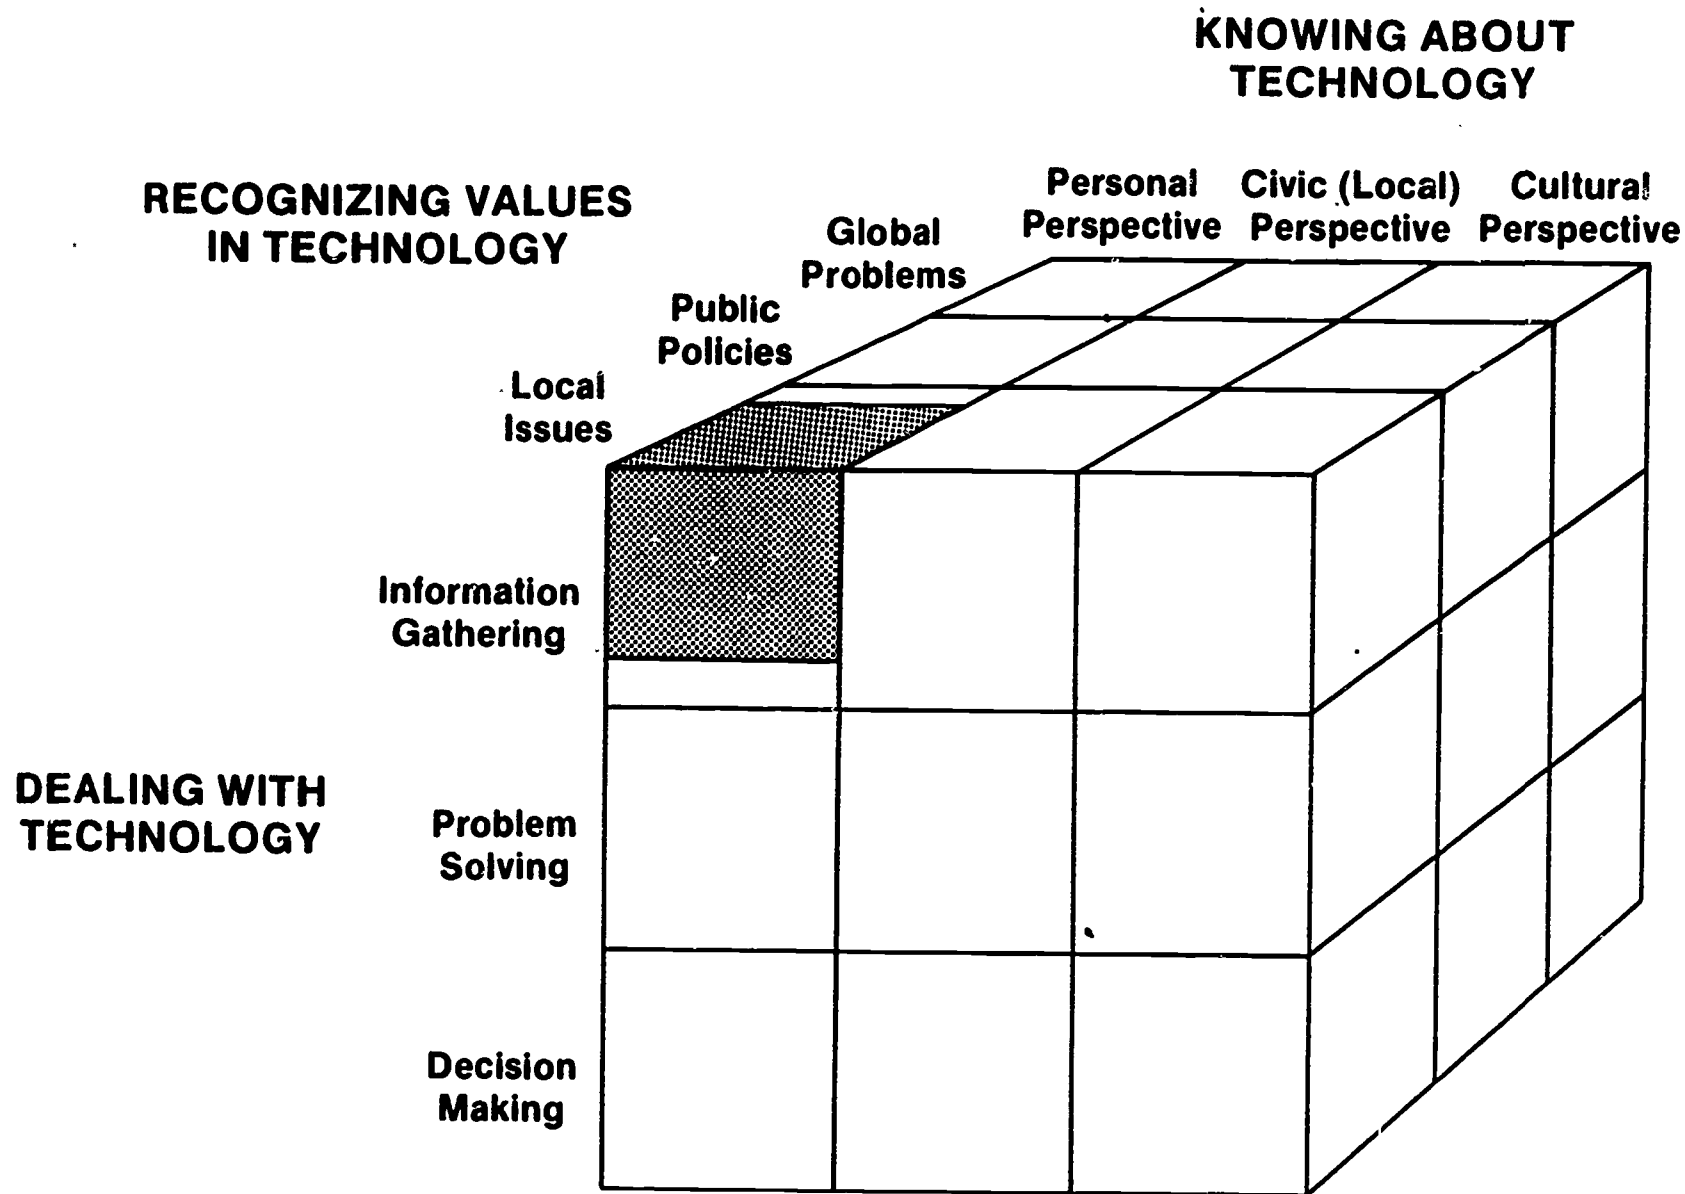 KNOWING ABOUT
TECHNOLOGY
RECOGNIZING VALUES
IN TECHNOLOGY
Personal
Perspective
Civic (Local)
Perspective
Cultural
Perspective
Global
Problems
Public
Policies
Local
Issues
Information
Gathering
DEALING WITH
TECHNOLOGY
Problem
Solving
Decision
Making